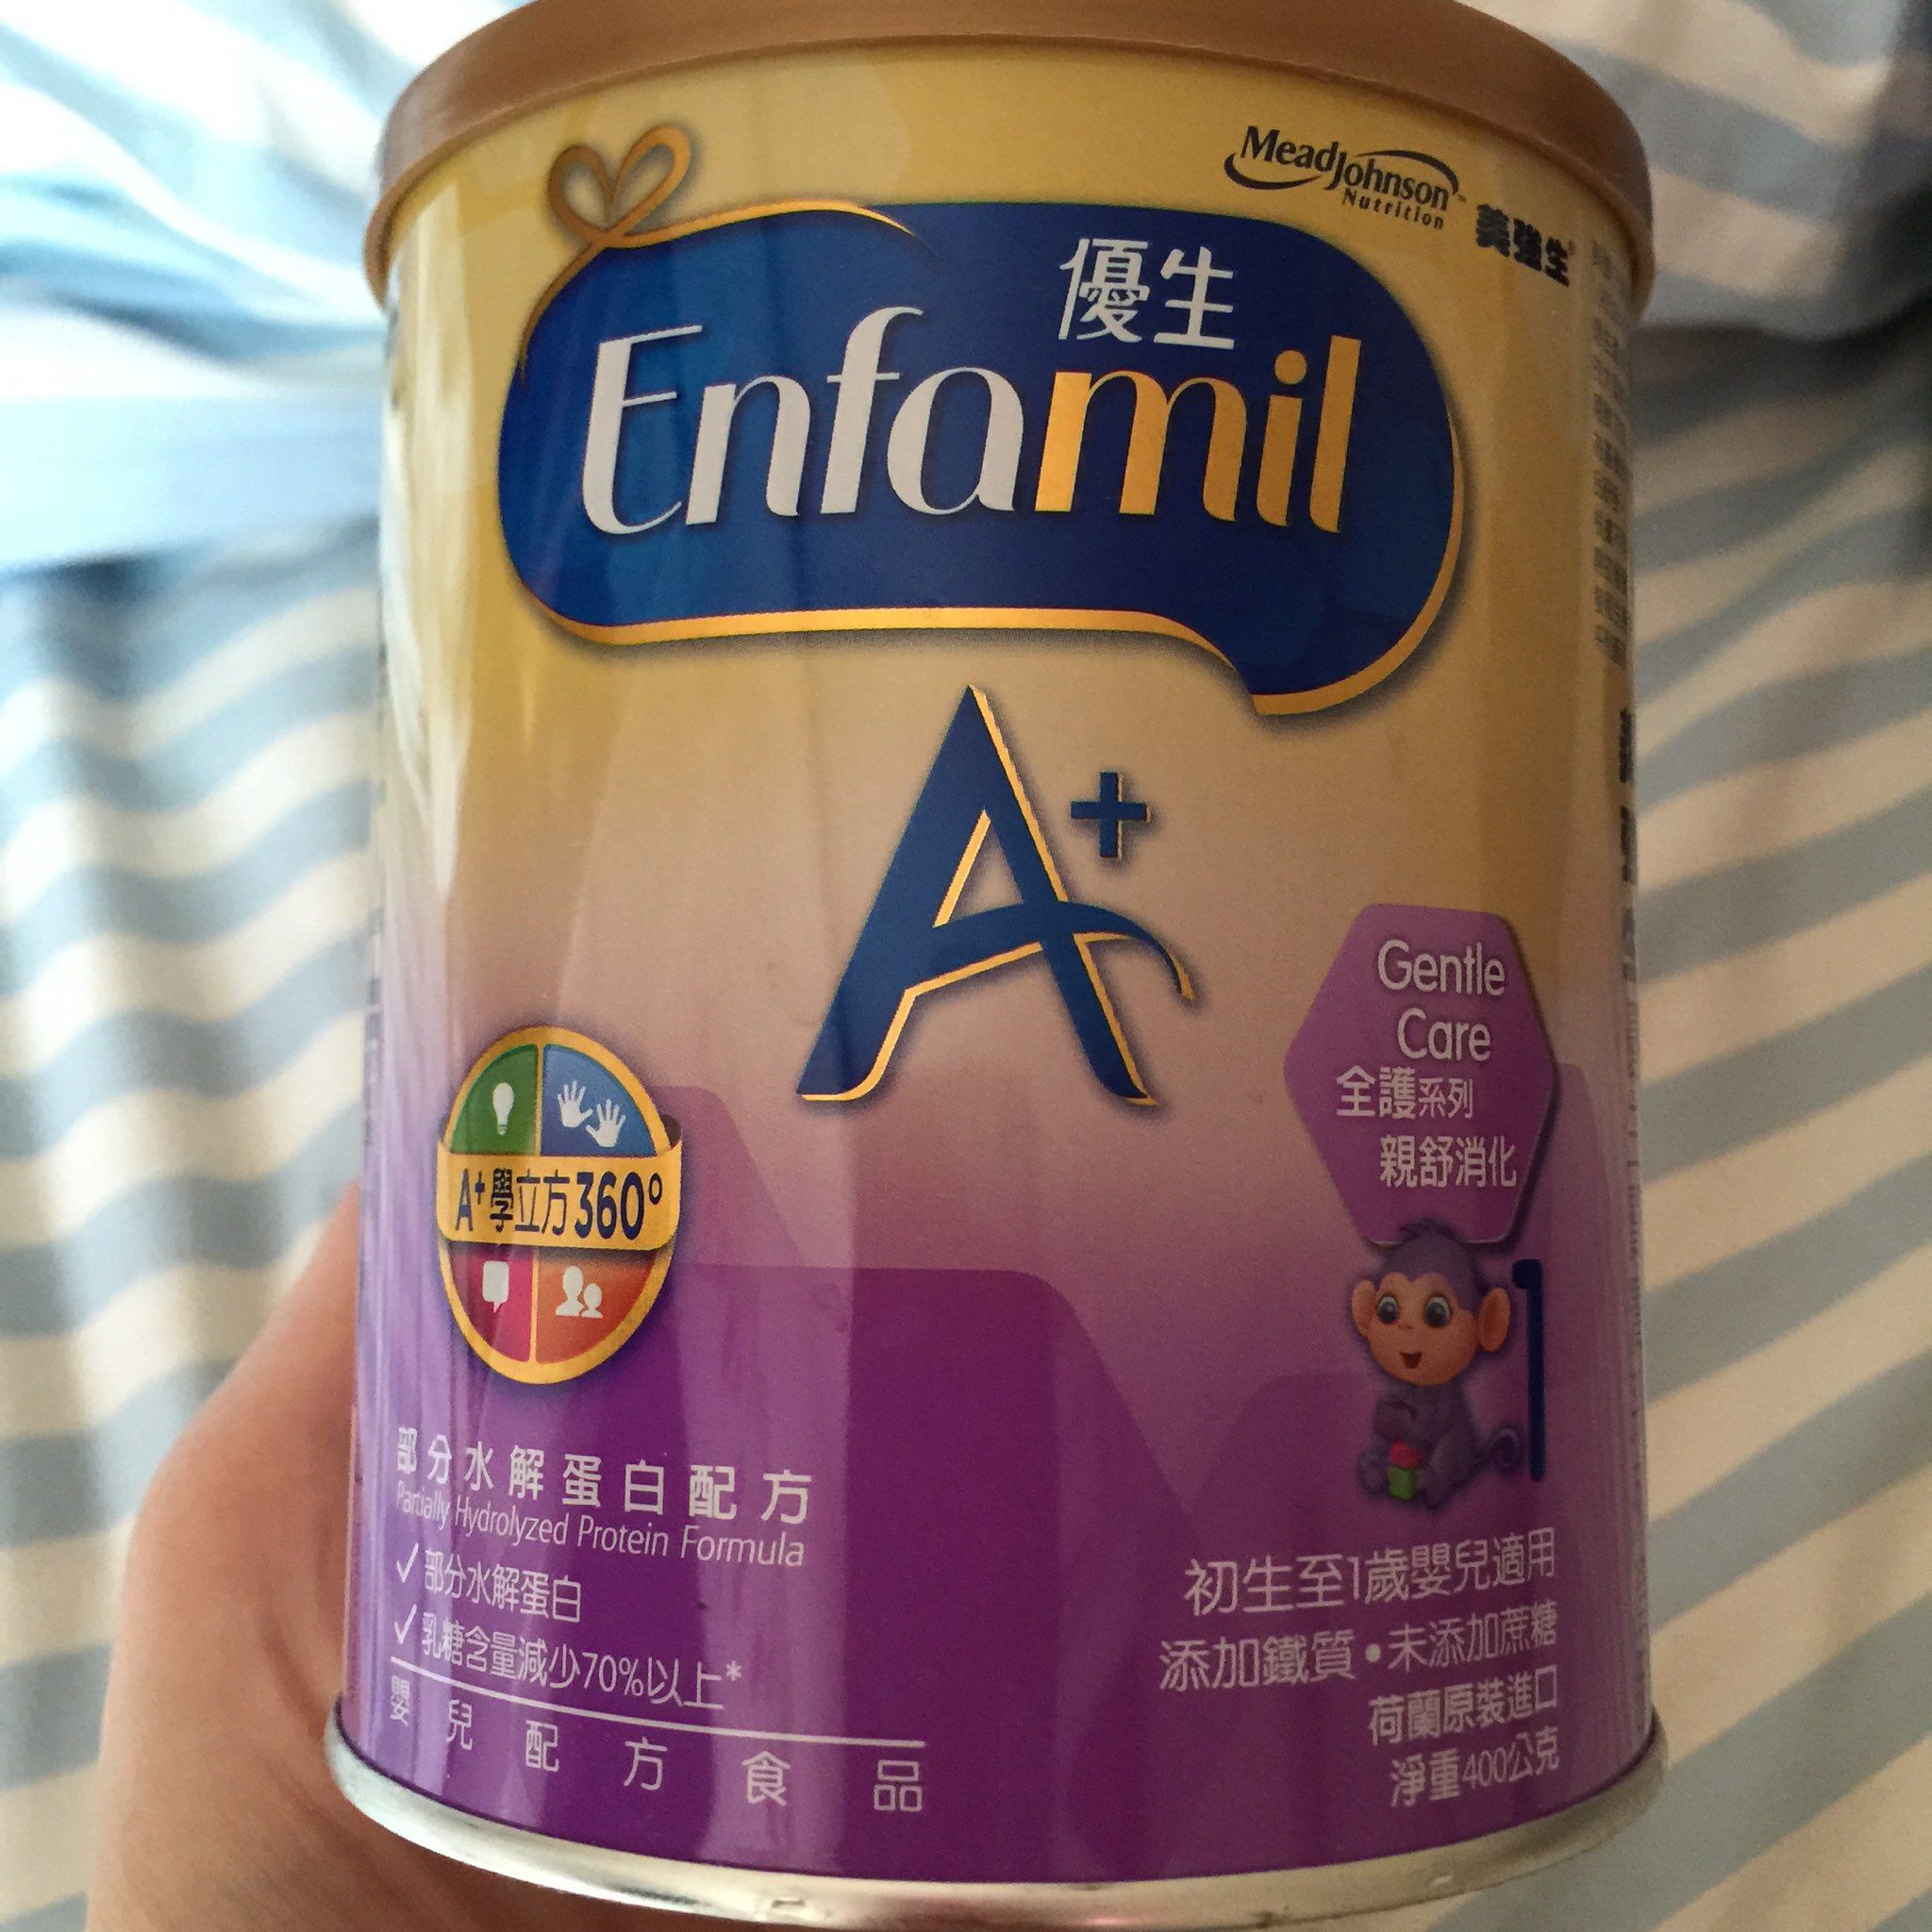 MeadJohnson™
Nutrition
美強生®
優生
Enfamil
A+
Gentle
Care
全護系列
親舒消化
A+學立方360°
1
部分水解蛋白配方
Partially Hydrolyzed Protein Formula
✓部分水解蛋白
✓乳糖含量減少70%以上*
嬰兒配方食品
初生至1歲嬰兒適用
添加鐵質•未添加蔗糖
荷蘭原裝進口
淨重400公克